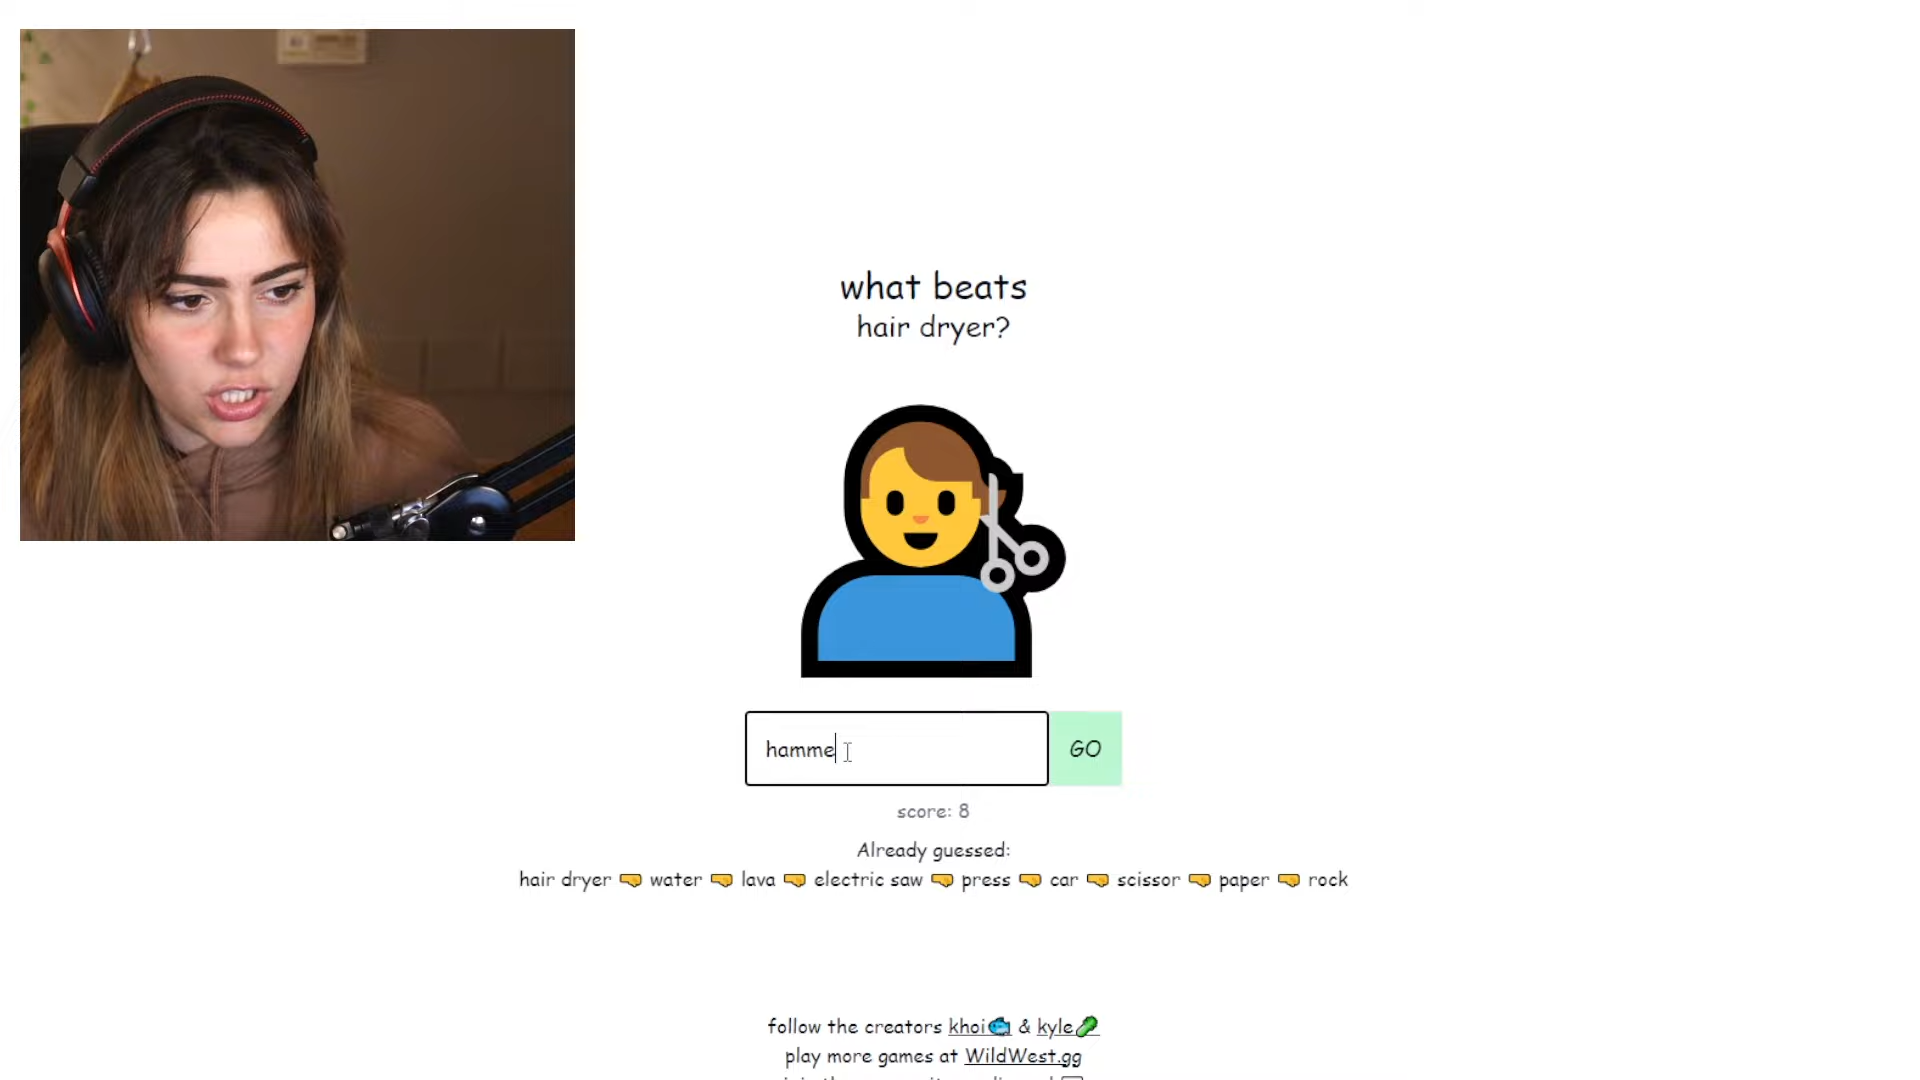 what beats
hair dryer?
hamme
GO
score: 8
Already guessed:
hair dryer 🤜 water 🤜 lava 🤜 electric saw 🤜 press 🤜 car 🤜 scissor 🤜 paper 🤜 rock
follow the creators khoi🐟 & kyle🥒
play more games at WildWest.gg